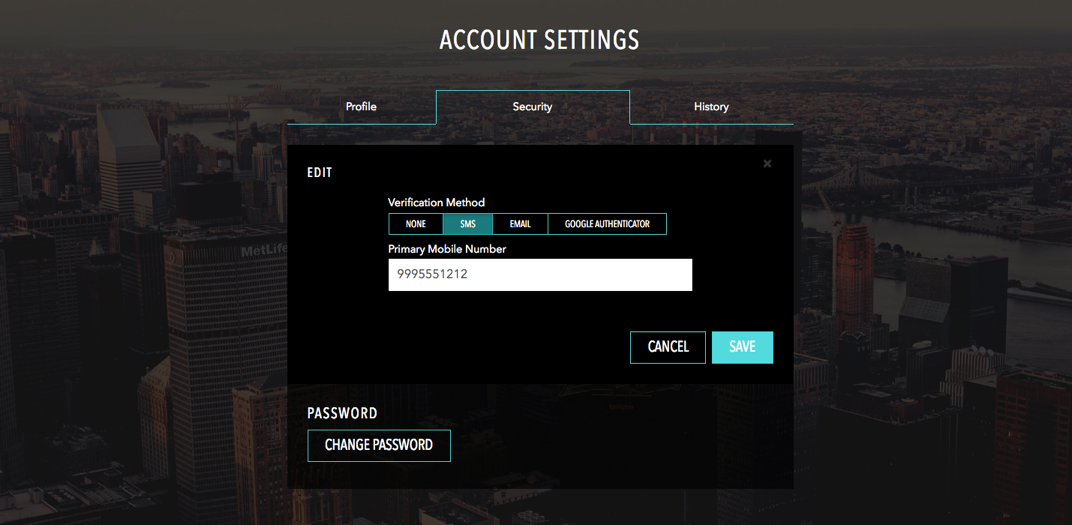 ACCOUNT SETTINGS
Profile Security History
EDIT ×
Verification Method
NONE SMS EMAIL GOOGLE AUTHENTICATOR
MetLife
Primary Mobile Number
9995551212
CANCEL SAVE
PASSWORD
CHANGE PASSWORD